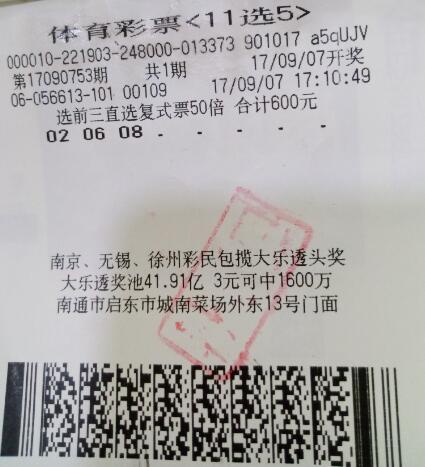 体育彩票<11选5>
000010-221903-248000-013373 901017 a5qUJV
第17090753期 共1期 17/09/07开奖
06-056613-101 00109 17/09/07 17:10:49
选前三直选复式票50倍 合计600元
02 06 08 - - - - -
南京、无锡、徐州彩民包揽大乐透头奖
大乐透奖池41.91亿 3元可中1600万
南通市启东市城南菜场外东13号门面